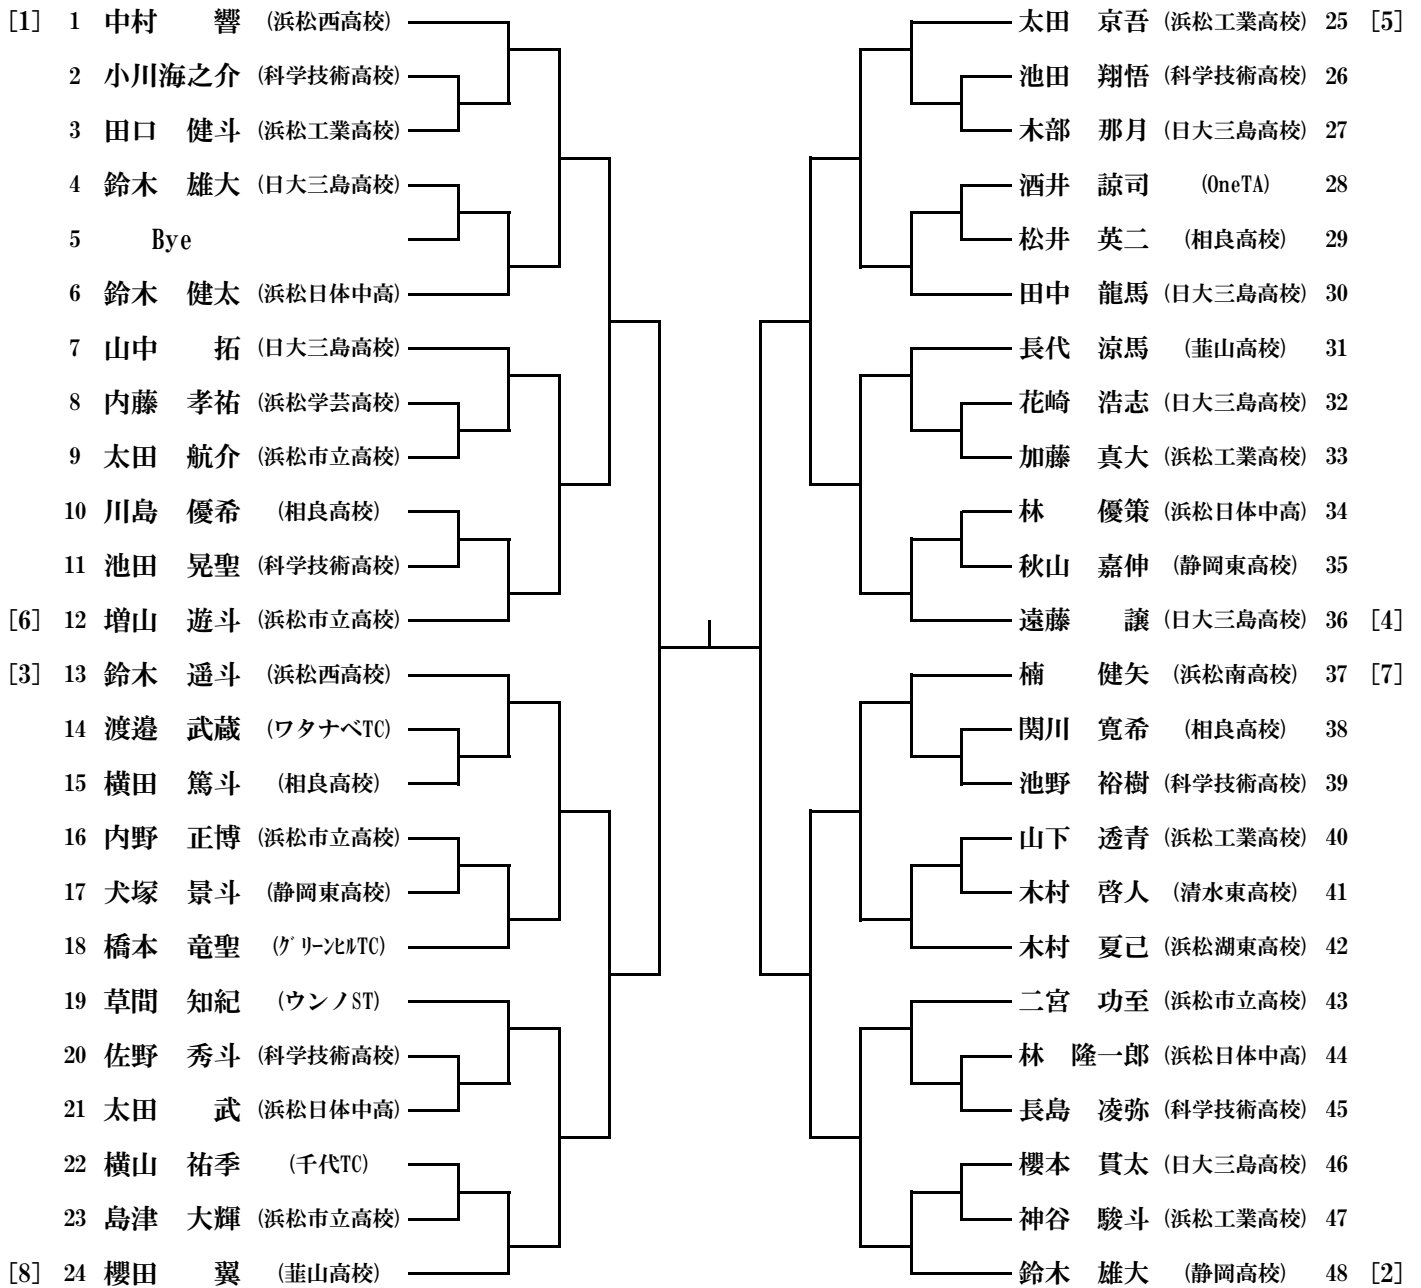 [1] 1 中村 響 (浜松西高校)
2 小川海之介 (科学技術高校)
3 田口 健斗 (浜松工業高校)
4 鈴木 雄大 (日大三島高校)
5 Bye
6 鈴木 健太 (浜松日体中高)
7 山中 拓 (日大三島高校)
8 内藤 孝祐 (浜松学芸高校)
9 太田 航介 (浜松市立高校)
10 川島 優希 (相良高校)
11 池田 晃聖 (科学技術高校)
[6] 12 増山 遊斗 (浜松市立高校)
[3] 13 鈴木 遥斗 (浜松西高校)
14 渡邉 武蔵 (ワタナベTC)
15 横田 篤斗 (相良高校)
16 内野 正博 (浜松市立高校)
17 犬塚 景斗 (静岡東高校)
18 橋本 竜聖 (グリーンヒルTC)
19 草間 知紀 (ウンノST)
20 佐野 秀斗 (科学技術高校)
21 太田 武 (浜松日体中高)
22 横山 祐季 (千代TC)
23 島津 大輝 (浜松市立高校)
[8] 24 櫻田 翼 (韮山高校)
太田 京吾 (浜松工業高校) 25 [5]
池田 翔悟 (科学技術高校) 26
木部 那月 (日大三島高校) 27
酒井 諒司 (OneTA) 28
松井 英二 (相良高校) 29
田中 龍馬 (日大三島高校) 30
長代 涼馬 (韮山高校) 31
花崎 浩志 (日大三島高校) 32
加藤 真大 (浜松工業高校) 33
林 優策 (浜松日体中高) 34
秋山 嘉伸 (静岡東高校) 35
遠藤 譲 (日大三島高校) 36 [4]
楠 健矢 (浜松南高校) 37 [7]
関川 寛希 (相良高校) 38
池野 裕樹 (科学技術高校) 39
山下 透青 (浜松工業高校) 40
木村 啓人 (清水東高校) 41
木村 夏己 (浜松湖東高校) 42
二宮 功至 (浜松市立高校) 43
林 隆一郎 (浜松日体中高) 44
長島 凌弥 (科学技術高校) 45
櫻本 貫太 (日大三島高校) 46
神谷 駿斗 (浜松工業高校) 47
鈴木 雄大 (静岡高校) 48 [2]